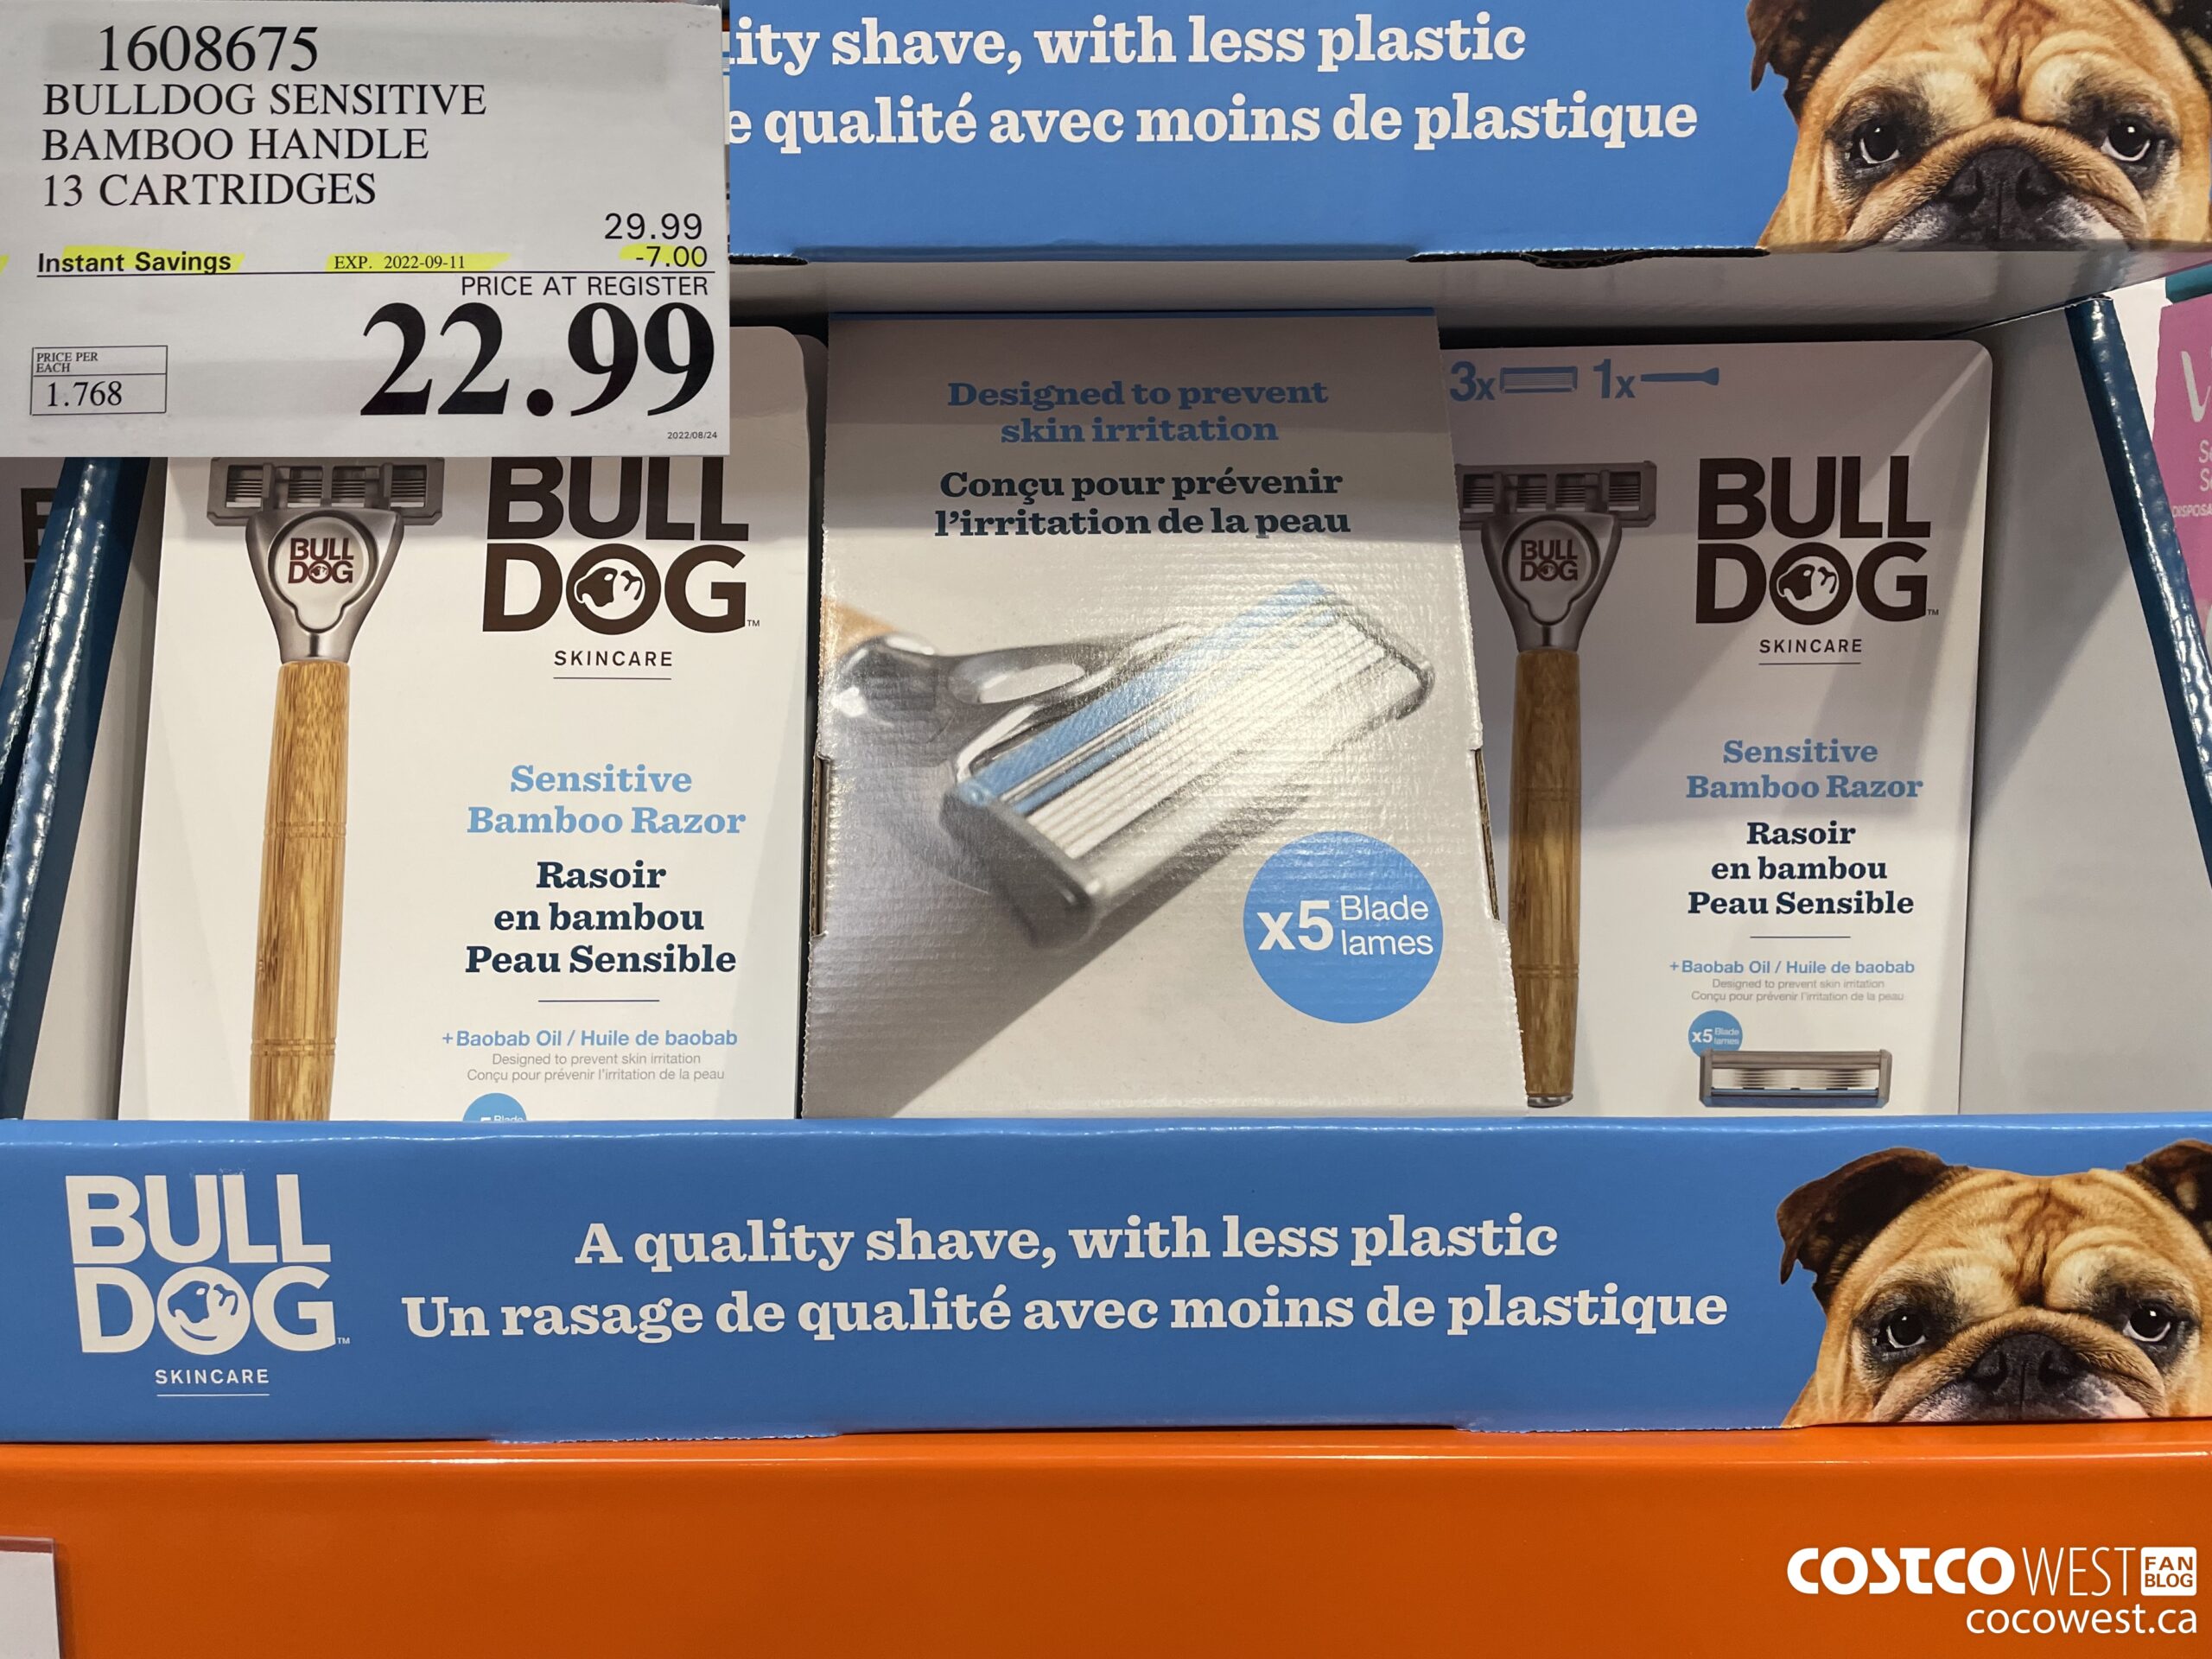 1608675
BULLDOG SENSITIVE
BAMBOO HANDLE
13 CARTRIDGES
29.99
Instant Savings EXP. 2022-09-11 -7.00
PRICE AT REGISTER
22.99
PRICE PER
EACH
1.768
2022/08/24
ity shave, with less plastic
e qualité avec moins de plastique
BULL
DOG
BULL
DOG™
SKINCARE
Sensitive
Bamboo Razor
Rasoir
en bambou
Peau Sensible
+Baobab Oil / Huile de baobab
Designed to prevent skin irritation
Conçu pour prévenir l'irritation de la peau
Blade
Designed to prevent
skin irritation
Conçu pour prévenir
l'irritation de la peau
x5 Blade
lames
3x 1x
BULL
DOG
BULL
DOG™
SKINCARE
Sensitive
Bamboo Razor
Rasoir
en bambou
Peau Sensible
+Baobab Oil / Huile de baobab
Designed to prevent skin irritation
Conçu pour prévenir l'irritation de la peau
x5 Blade
lames
BULL
DOG™
SKINCARE
A quality shave, with less plastic
Un rasage de qualité avec moins de plastique
COSTCO WEST FAN
BLOG
cocowest.ca